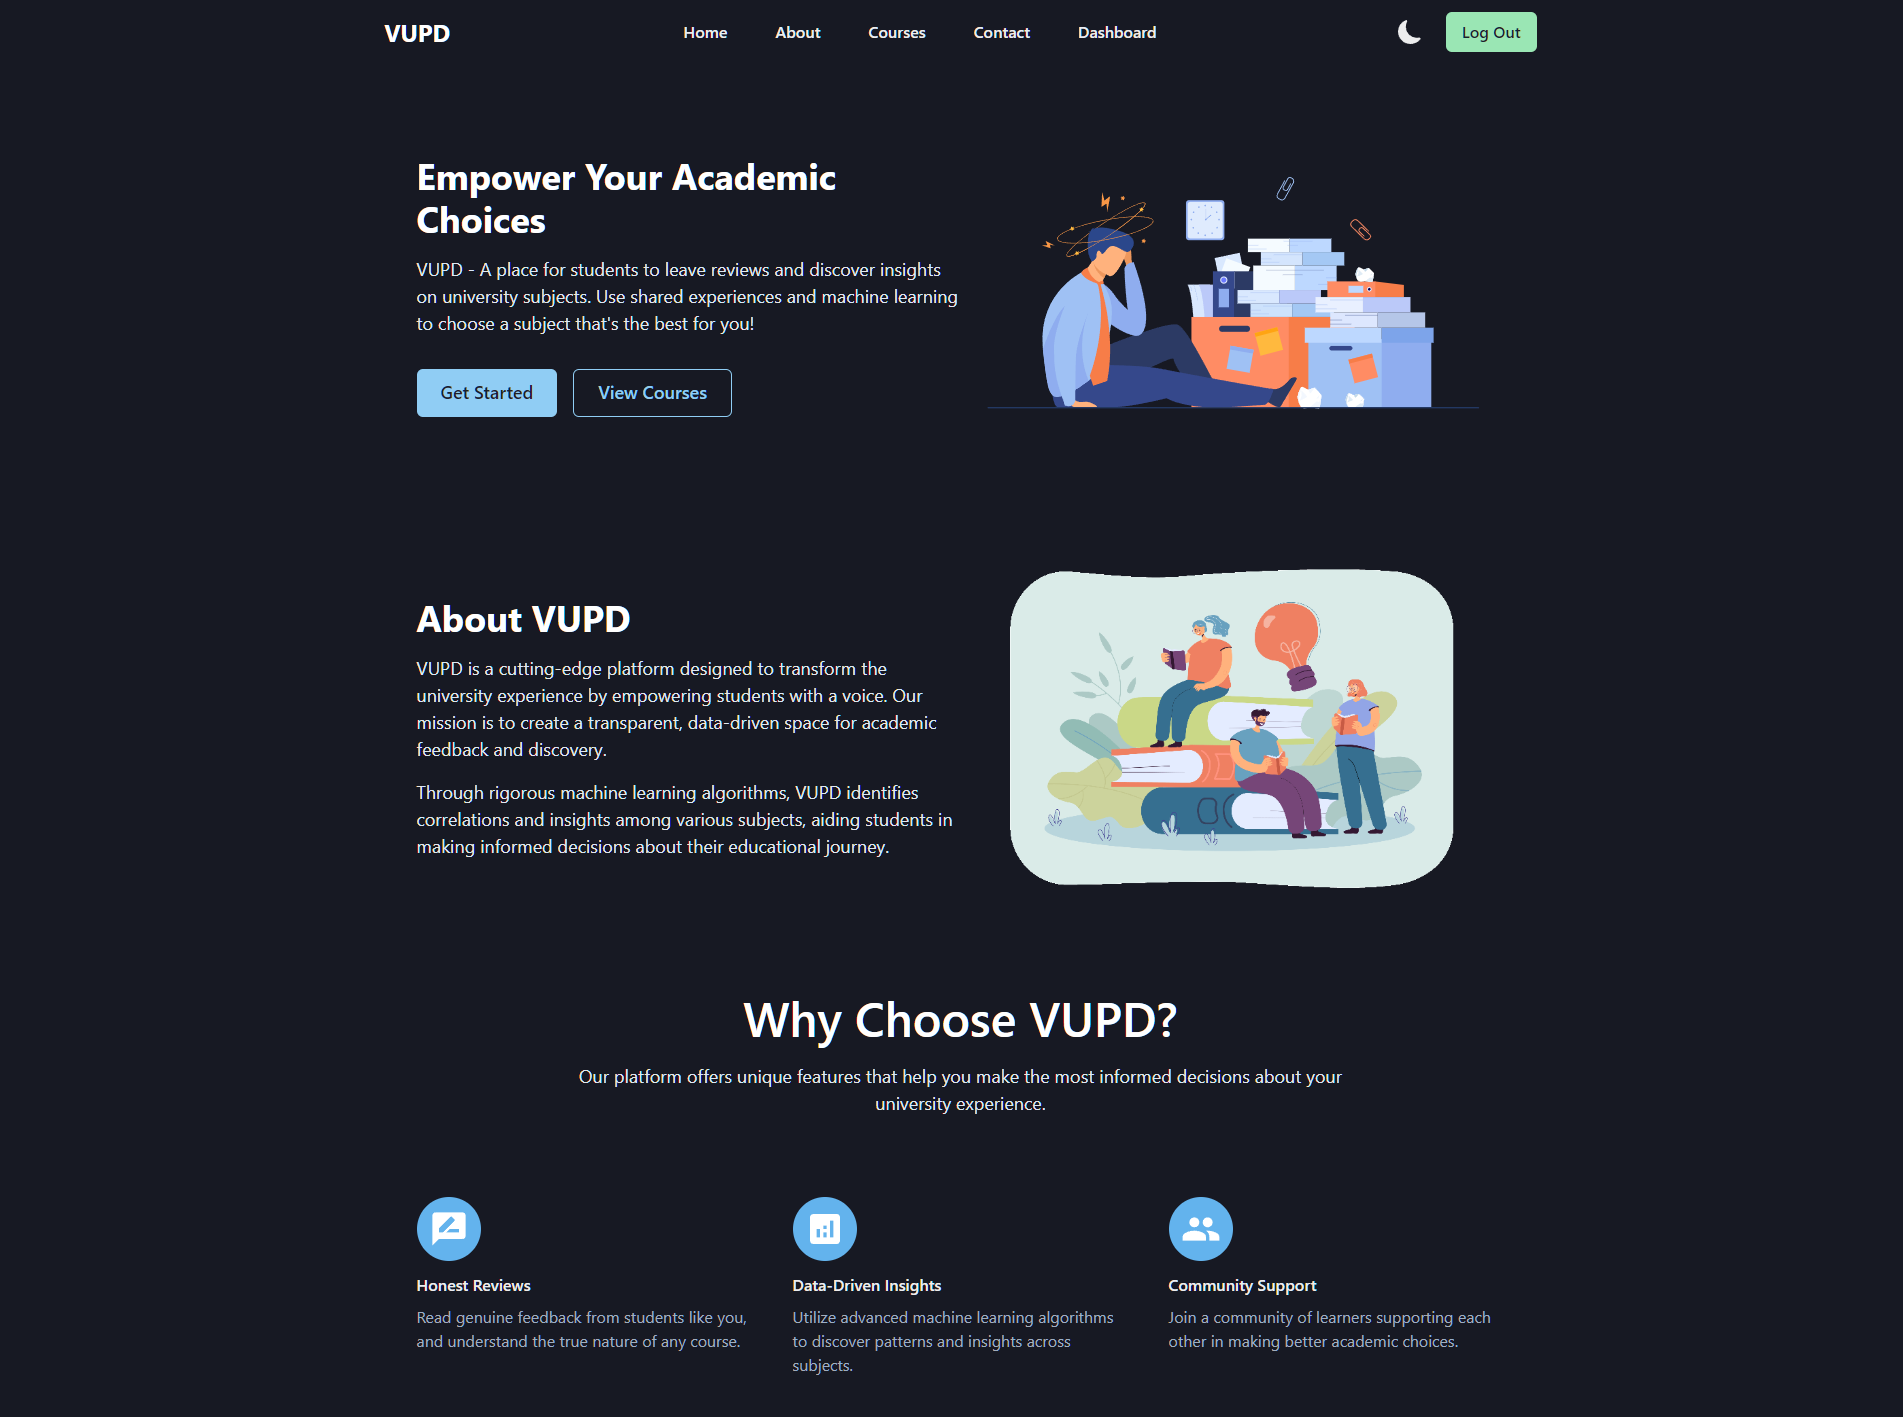 VUPD
Home
About
Courses
Contact
Dashboard
Log Out
Empower Your Academic
Choices
VUPD - A place for students to leave reviews and discover insights
on university subjects. Use shared experiences and machine learning
to choose a subject that's the best for you!
Get Started
View Courses
About VUPD
VUPD is a cutting-edge platform designed to transform the
university experience by empowering students with a voice. Our
mission is to create a transparent, data-driven space for academic
feedback and discovery.
Through rigorous machine learning algorithms, VUPD identifies
correlations and insights among various subjects, aiding students in
making informed decisions about their educational journey.
Why Choose VUPD?
Our platform offers unique features that help you make the most informed decisions about your
university experience.
Honest Reviews
Read genuine feedback from students like you,
and understand the true nature of any course.
Data-Driven Insights
Utilize advanced machine learning algorithms
to discover patterns and insights across
subjects.
Community Support
Join a community of learners supporting each
other in making better academic choices.